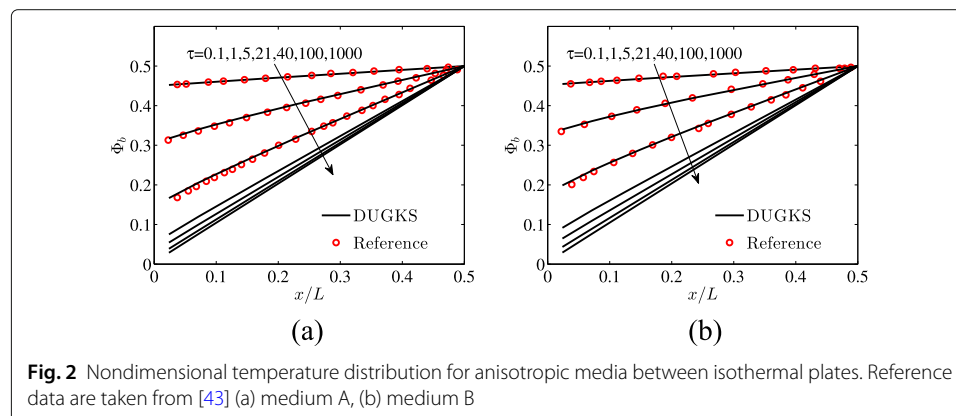 τ=0.1,1,5,21,40,100,1000
0.5
0.4
0.3
0.2
0.1
0
Φb
DUGKS
Reference
0 0.1 0.2 0.3 0.4 0.5
x/L
(a)
τ=0.1,1,5,21,40,100,1000
0.5
0.4
0.3
0.2
0.1
0
Φb
DUGKS
Reference
0 0.1 0.2 0.3 0.4 0.5
x/L
(b)
Fig. 2 Nondimensional temperature distribution for anisotropic media between isothermal plates. Reference
data are taken from [43] (a) medium A, (b) medium B